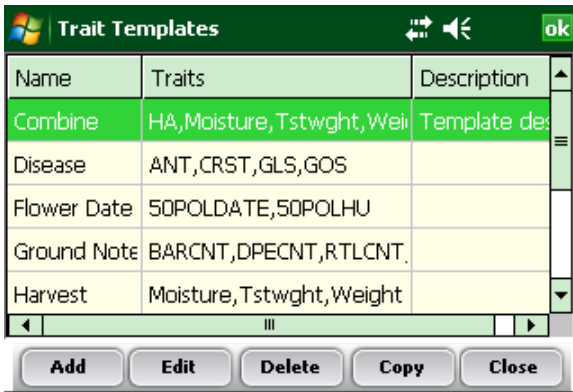 Trait Templates ok
Name Traits Description
Combine HA,Moisture,Tstwght,Wei Template des
Disease ANT,CRST,GLS,GOS
Flower Date 50POLDATE,50POLHU
Ground Note BARCNT,DPECNT,RTLCNT,
Harvest Moisture,Tstwght,Weight
Add Edit Delete Copy Close